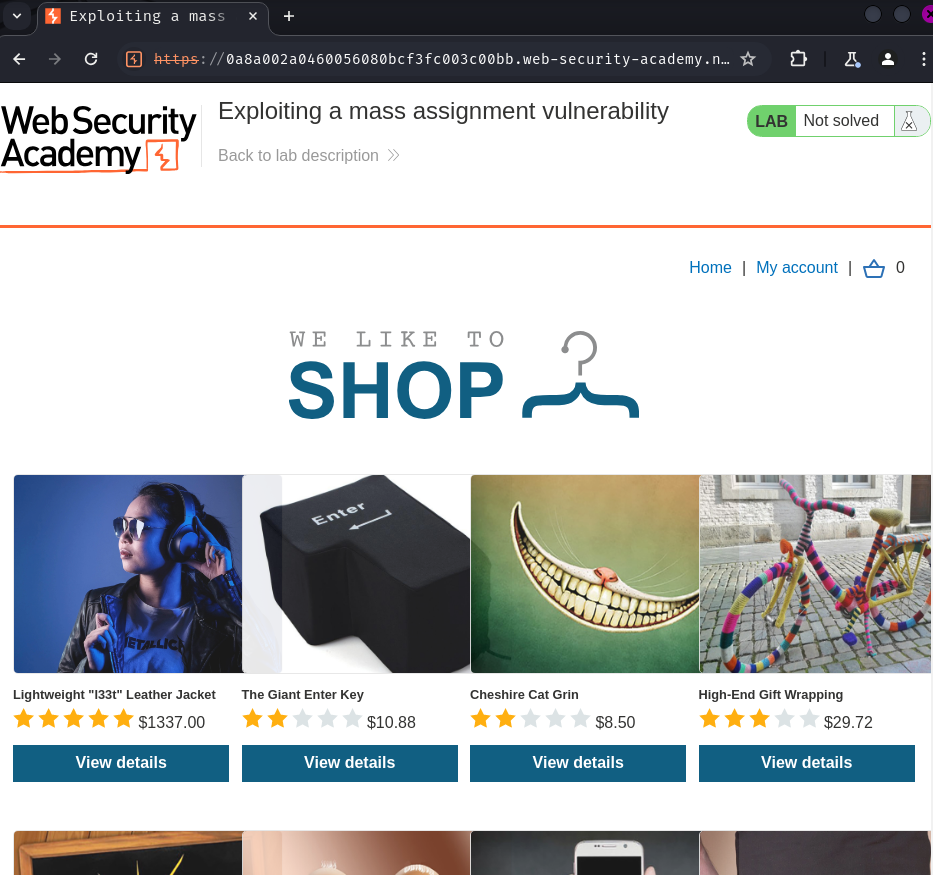 Exploiting a mass
https://0a8a002a0460056080bcf3fc003c00bb.web-security-academy.n…
Web Security
Academy
Exploiting a mass assignment vulnerability
Back to lab description
LAB Not solved
Home | My account | 0
WE LIKE TO
SHOP
Enter
METALLICA
Lightweight "l33t" Leather Jacket
$1337.00
View details
The Giant Enter Key
$10.88
View details
Cheshire Cat Grin
$8.50
View details
High-End Gift Wrapping
$29.72
View details